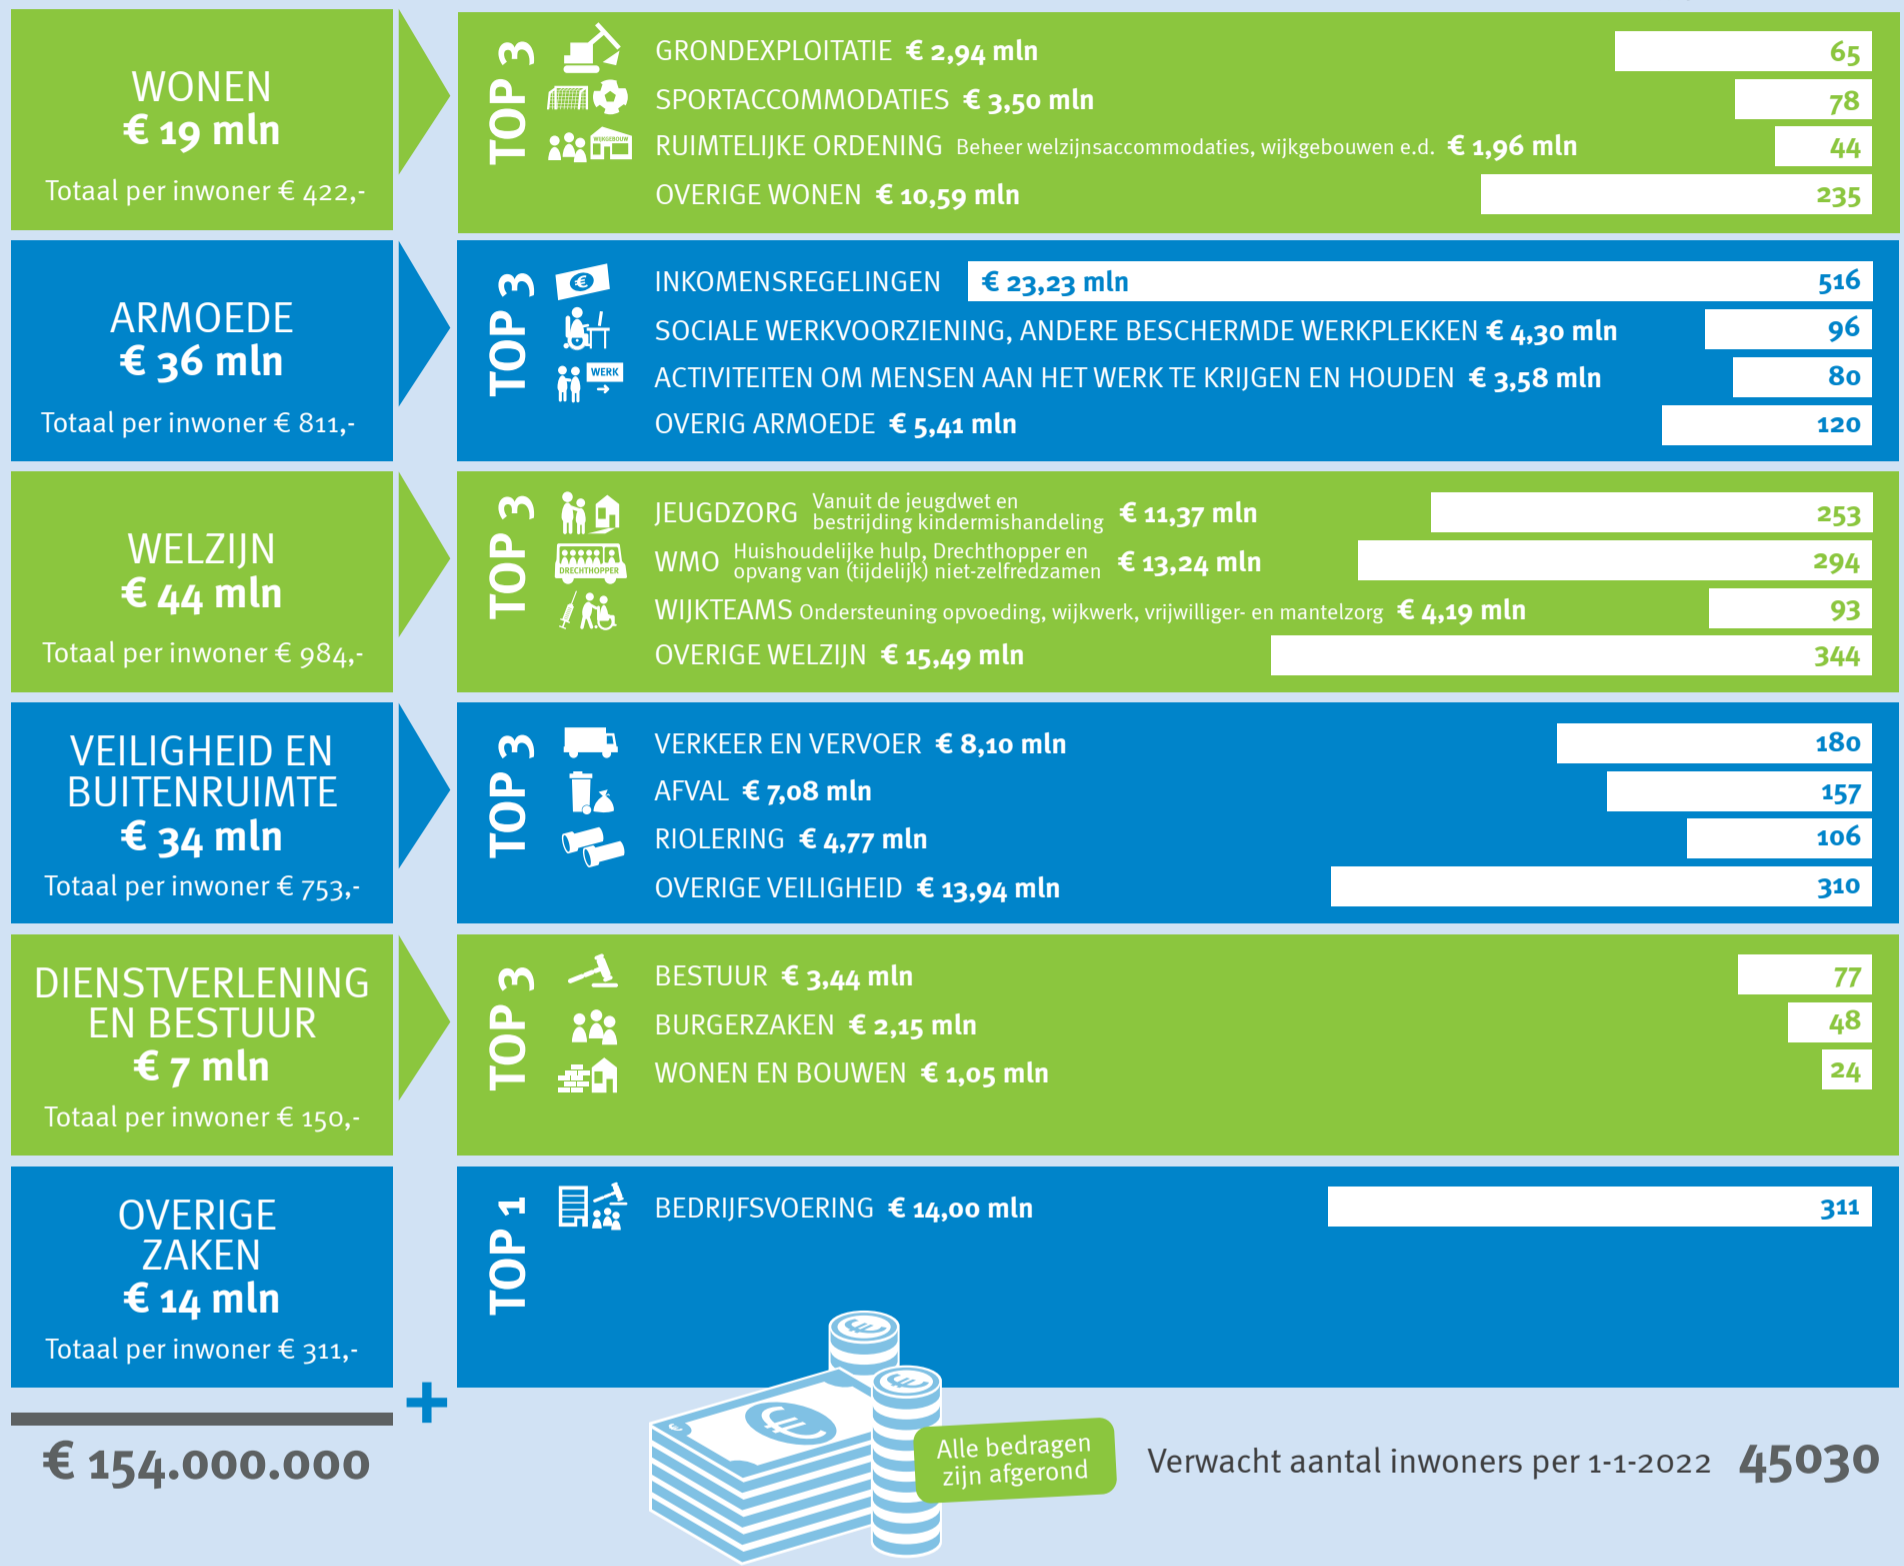 WONEN
€ 19 mln
Totaal per inwoner € 422,-
TOP 3
GRONDEXPLOITATIE € 2,94 mln
65
SPORTACCOMMODATIES € 3,50 mln
78
WIJKGEBOUW
RUIMTELIJKE ORDENING Beheer welzijnsaccommodaties, wijkgebouwen e.d. € 1,96 mln
44
OVERIGE WONEN € 10,59 mln
235
ARMOEDE
€ 36 mln
Totaal per inwoner € 811,-
TOP 3
€
INKOMENSREGELINGEN € 23,23 mln
516
SOCIALE WERKVOORZIENING, ANDERE BESCHERMDE WERKPLEKKEN € 4,30 mln
96
WERK
ACTIVITEITEN OM MENSEN AAN HET WERK TE KRIJGEN EN HOUDEN € 3,58 mln
80
OVERIG ARMOEDE € 5,41 mln
120
WELZIJN
€ 44 mln
Totaal per inwoner € 984,-
TOP 3
JEUGDZORG Vanuit de jeugdwet en
bestrijding kindermishandeling € 11,37 mln
253
DRECHTHOPPER
WMO Huishoudelijke hulp, Drechthopper en
opvang van (tijdelijk) niet-zelfredzamen € 13,24 mln
294
WIJKTEAMS Ondersteuning opvoeding, wijkwerk, vrijwilliger- en mantelzorg € 4,19 mln
93
OVERIGE WELZIJN € 15,49 mln
344
VEILIGHEID EN
BUITENRUIMTE
€ 34 mln
Totaal per inwoner € 753,-
TOP 3
VERKEER EN VERVOER € 8,10 mln
180
AFVAL € 7,08 mln
157
RIOLERING € 4,77 mln
106
OVERIGE VEILIGHEID € 13,94 mln
310
DIENSTVERLENING
EN BESTUUR
€ 7 mln
Totaal per inwoner € 150,-
TOP 3
BESTUUR € 3,44 mln
77
BURGERZAKEN € 2,15 mln
48
WONEN EN BOUWEN € 1,05 mln
24
OVERIGE
ZAKEN
€ 14 mln
Totaal per inwoner € 311,-
TOP 1
BEDRIJFSVOERING € 14,00 mln
311
+
€ 154.000.000
€
€
€
€
Alle bedragen
zijn afgerond
Verwacht aantal inwoners per 1-1-2022 45030